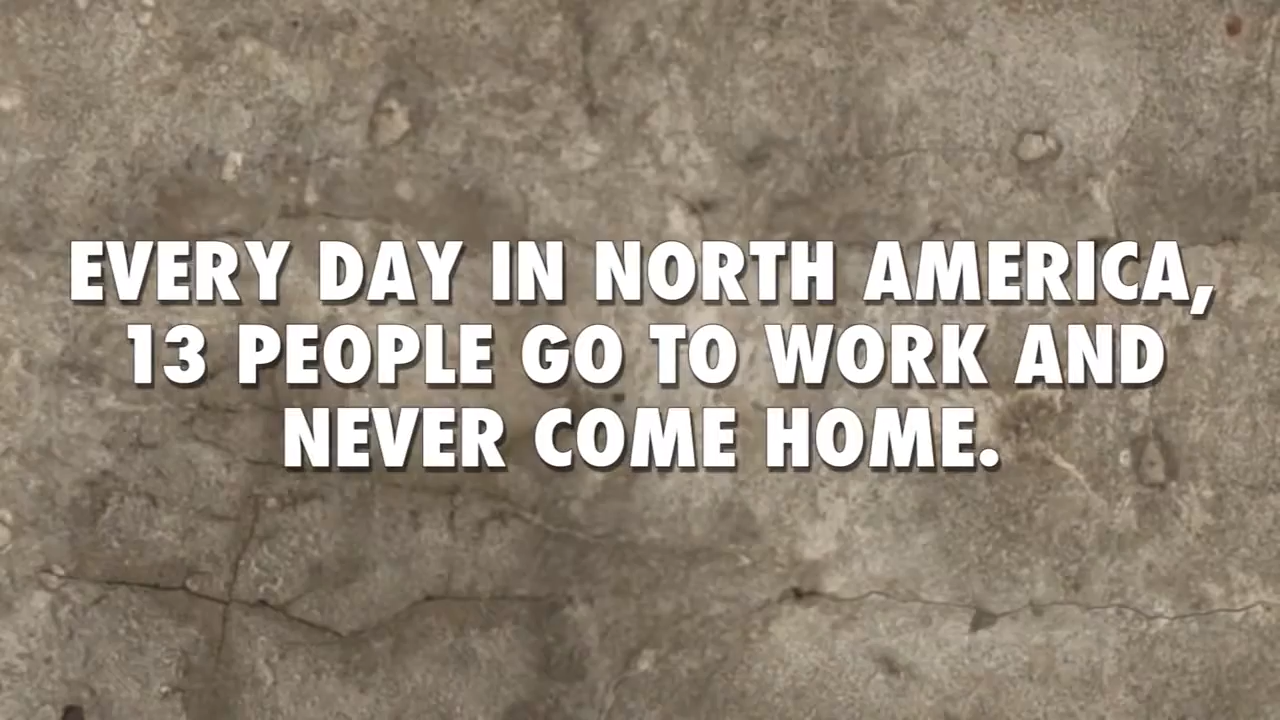 EVERY DAY IN NORTH AMERICA,
13 PEOPLE GO TO WORK AND
NEVER COME HOME.